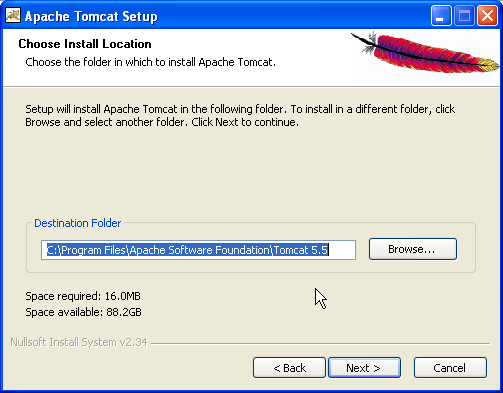 Apache Tomcat Setup
Choose Install Location
Choose the folder in which to install Apache Tomcat.
Setup will install Apache Tomcat in the following folder. To install in a different folder, click
Browse and select another folder. Click Next to continue.
Destination Folder
C:\Program Files\Apache Software Foundation\Tomcat 5.5
Browse...
Space required: 16.0MB
Space available: 88.2GB
Nullsoft Install System v2.34
< Back
Next >
Cancel